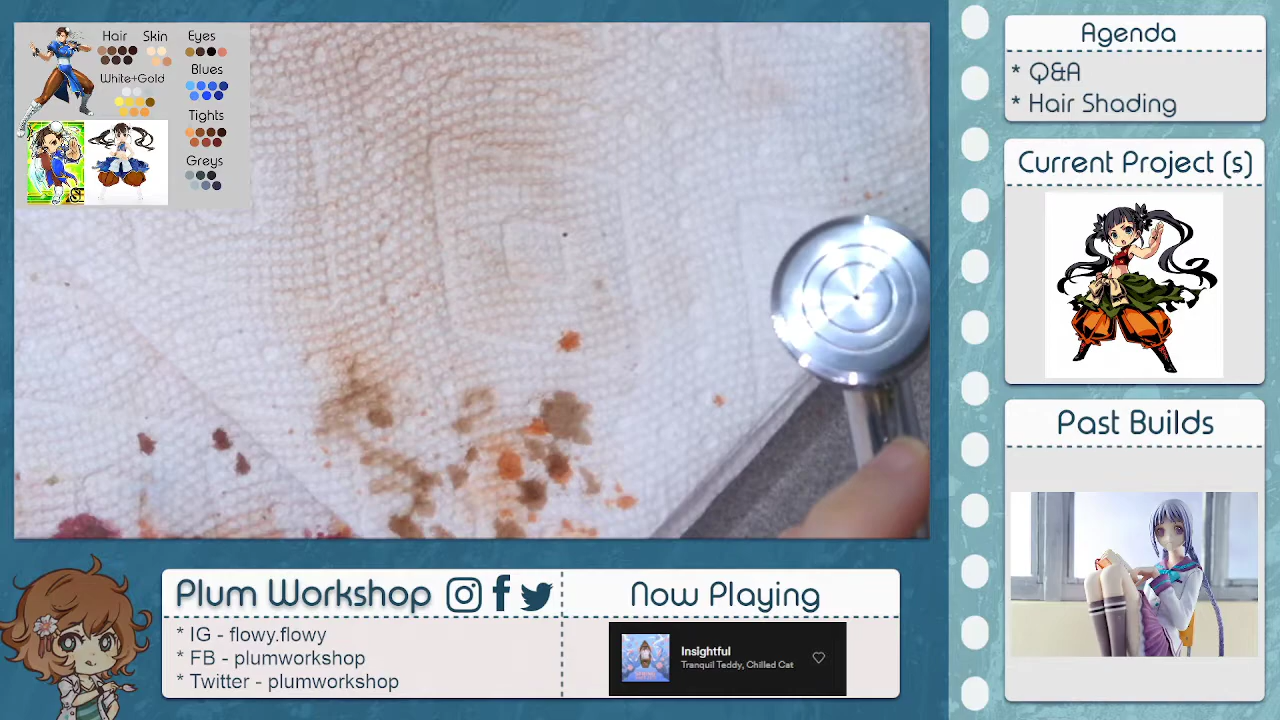 Hair
Skin
Eyes
White+Gold
Blues
Tights
Greys
Agenda
* Q&A
* Hair Shading
Current Project (s)
Past Builds
Plum Workshop
* IG - flowy.flowy
* FB - plumworkshop
* Twitter - plumworkshop
Now Playing
Insightful
Tranquil Teddy, Chilled Cat